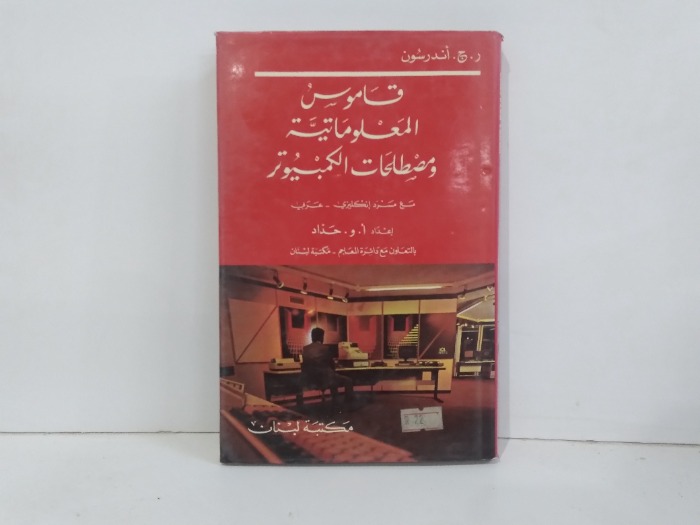 ر. ج. أندرسون
قاموس
المعلوماتية
ومصطلحات الكمبيوتر
مع مسرد إنكليزي - عربي
إعداد أ. و. حداد
بالتعاون مع دائرة المعاجم - مكتبة لبنان
مكتبة لبنان